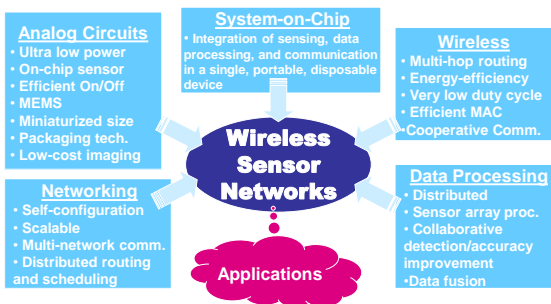 Analog Circuits
• Ultra low power
• On-chip sensor
• Efficient On/Off
• MEMS
• Miniaturized size
• Packaging tech.
• Low-cost imaging
System-on-Chip
• Integration of sensing, data
processing, and communication
in a single, portable, disposable
device
Wireless
• Multi-hop routing
• Energy-efficiency
• Very low duty cycle
• Efficient MAC
•Cooperative Comm.
Wireless
Sensor
Networks
Networking
• Self-configuration
• Scalable
• Multi-network comm.
• Distributed routing
and scheduling
Data Processing
• Distributed
• Sensor array proc.
• Collaborative
detection/accuracy
improvement
•Data fusion
Applications